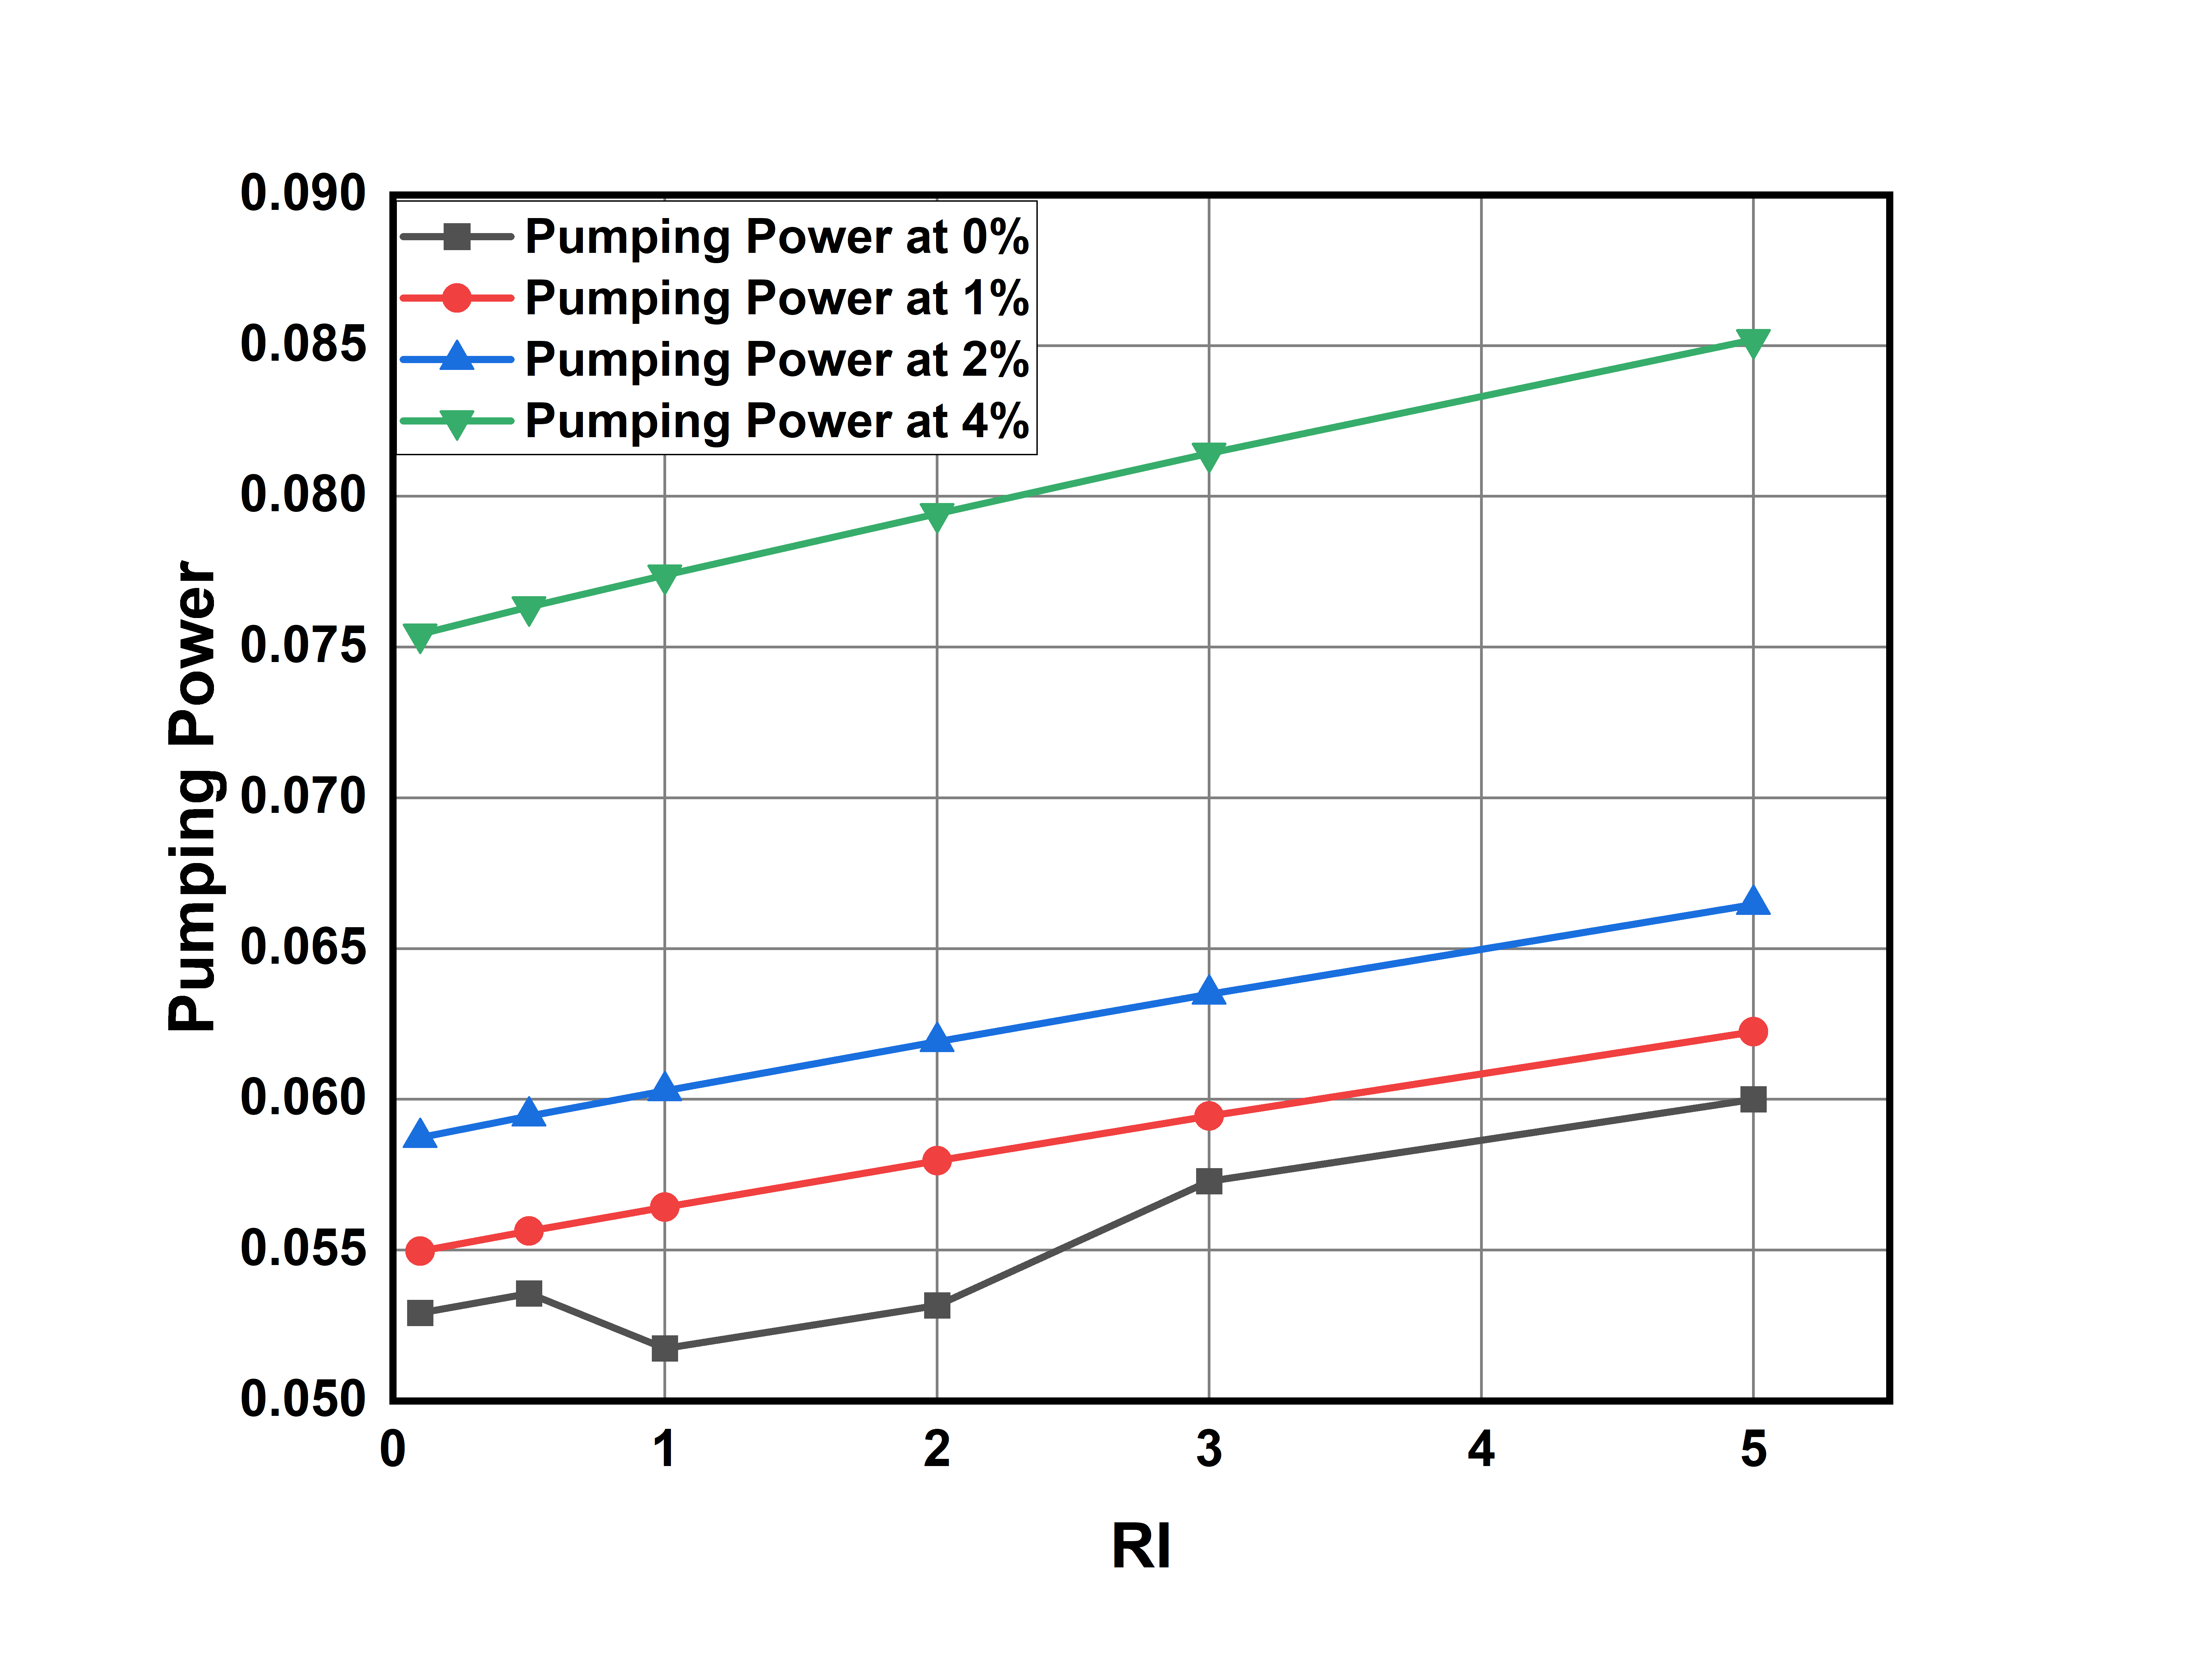 0.090
0.085
0.080
0.075
0.070
0.065
0.060
0.055
0.050
Pumping Power
Pumping Power at 0%
Pumping Power at 1%
Pumping Power at 2%
Pumping Power at 4%
0 1 2 3 4 5
RI